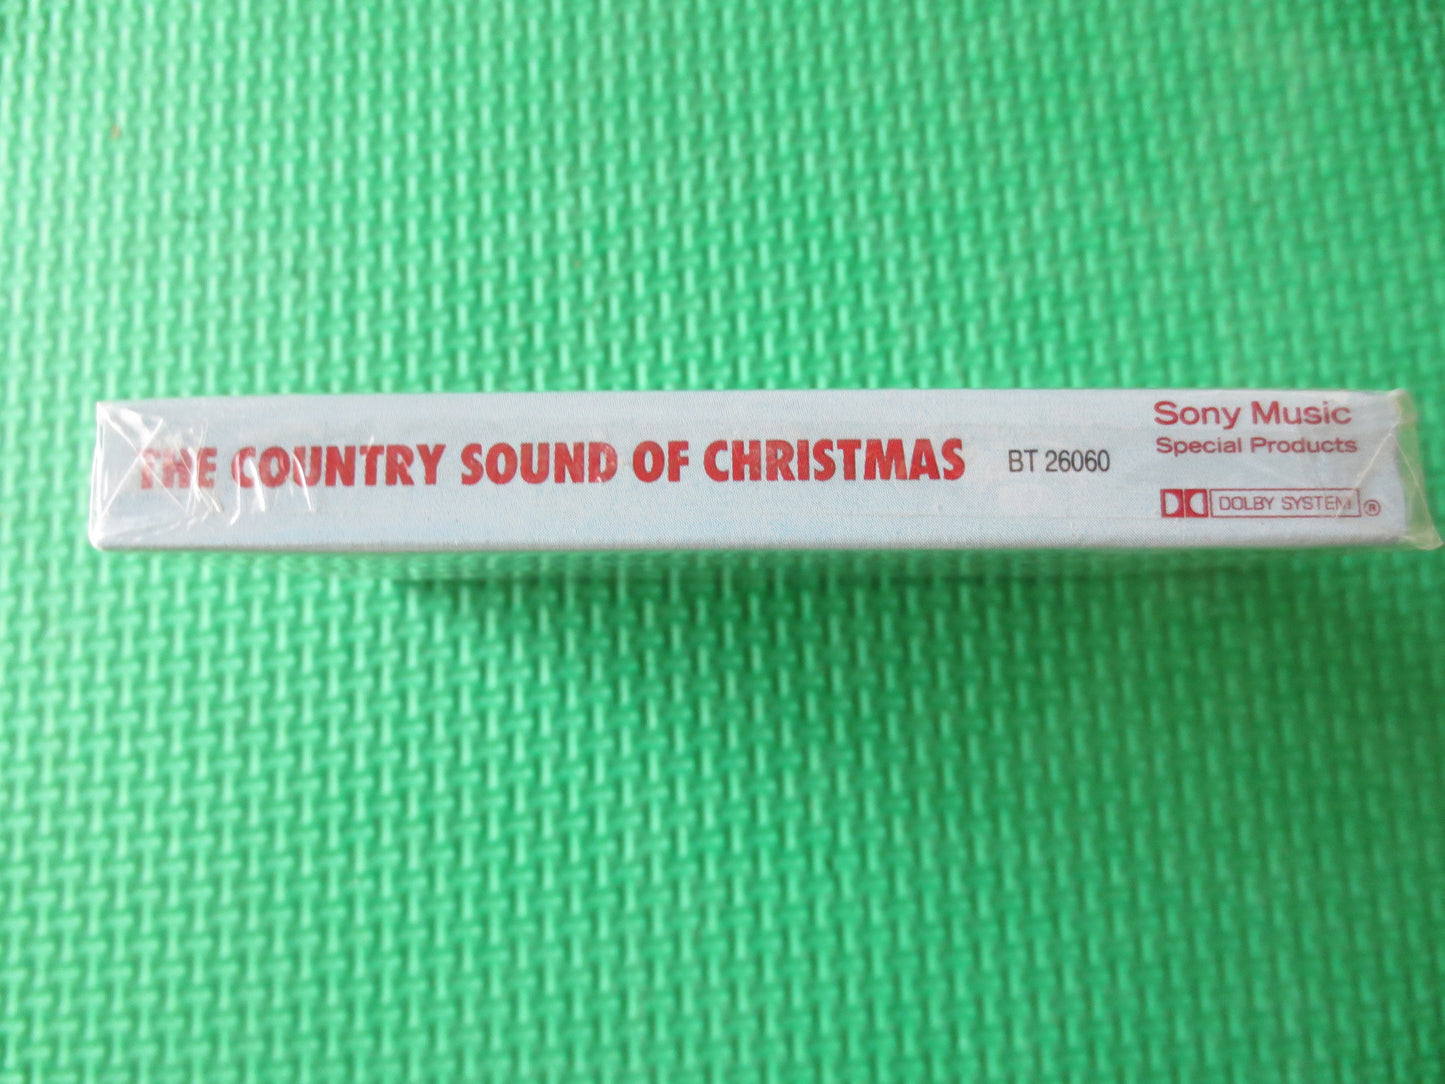 THE COUNTRY SOUND OF CHRISTMAS
BT 26060
Sony Music
Special Products
DOLBY SYSTEM ®